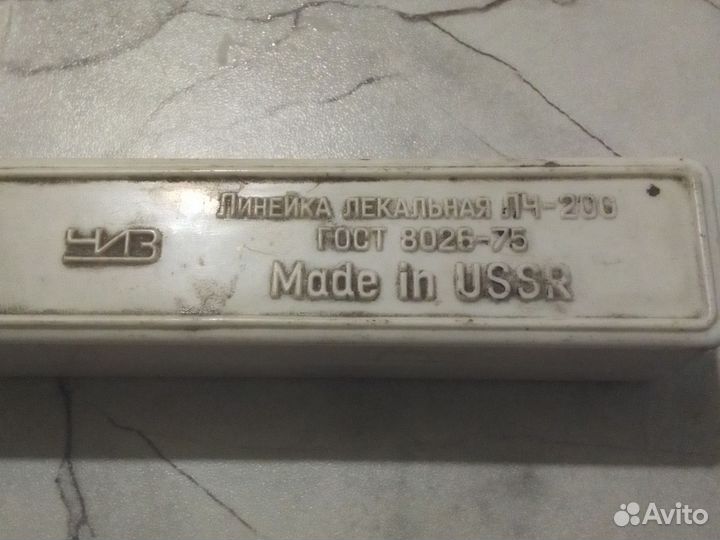 ЧИЗ
ЛИНЕЙКА ЛЕКАЛЬНАЯ ЛЧ-200
ГОСТ 8026-75
Made in USSR
Avito